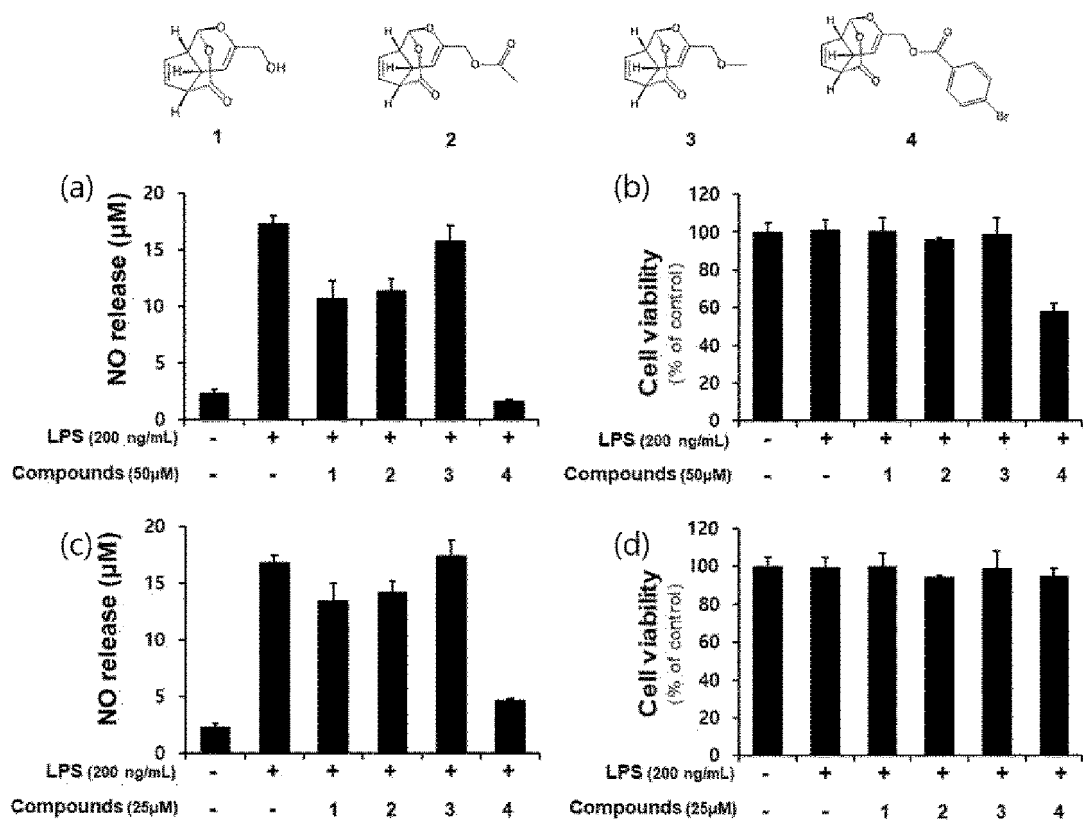 H O OH O H O H
1
H O O O H O H
2
H O O O H O H
3
H O O O O H O H Br
4
(a)
NO release (μM)
20
15
10
5
0
LPS (200 ng/mL) - + + + + +
Compounds (50μM) - - 1 2 3 4
(b)
Cell viability
(% of control)
120
100
80
60
40
20
0
LPS (200 ng/mL) - + + + + +
Compounds (50μM) - - 1 2 3 4
(c)
NO release (μM)
20
15
10
5
0
LPS (200 ng/mL) - + + + + +
Compounds (25μM) - - 1 2 3 4
(d)
Cell viability
(% of control)
120
100
80
60
40
20
0
LPS (200 ng/mL) - + + + + +
Compounds (25μM) - - 1 2 3 4